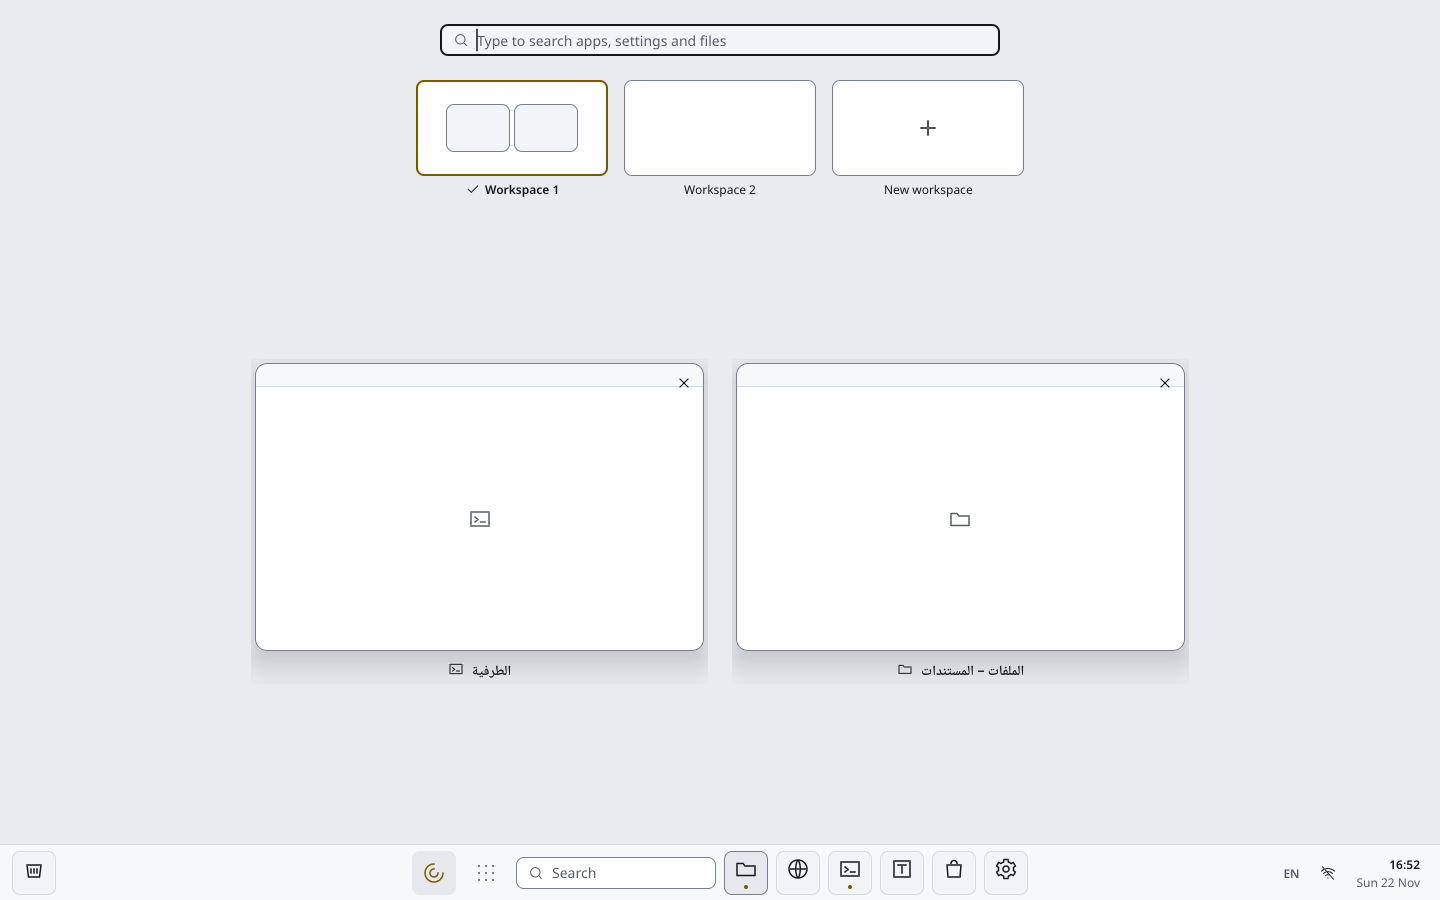 Type to search apps, settings and files
Workspace 1
Workspace 2
New workspace
الطرفية
الملفات – المستندات
Search
EN
16:52
Sun 22 Nov